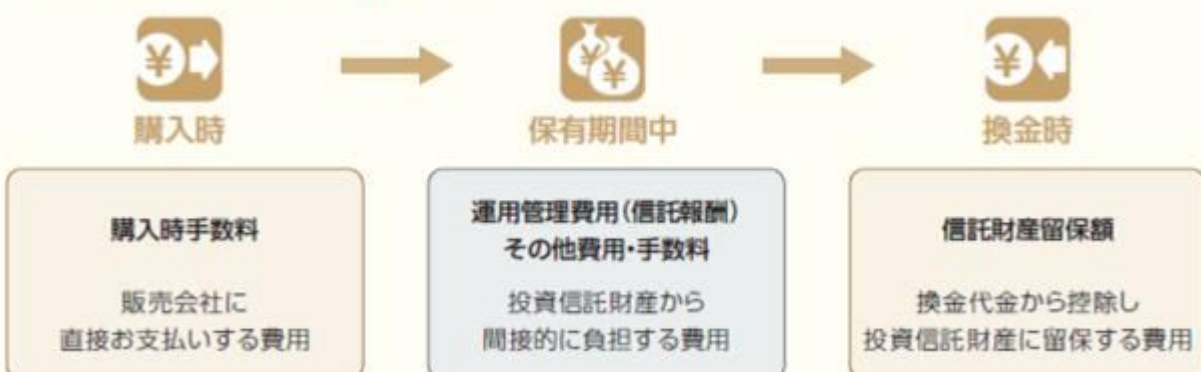 購入時
保有期間中
換金時
購入時手数料
販売会社に
直接お支払いする費用
運用管理費用(信託報酬)
その他費用・手数料
投資信託財産から
間接的に負担する費用
信託財産留保額
換金代金から控除し
投資信託財産に留保する費用